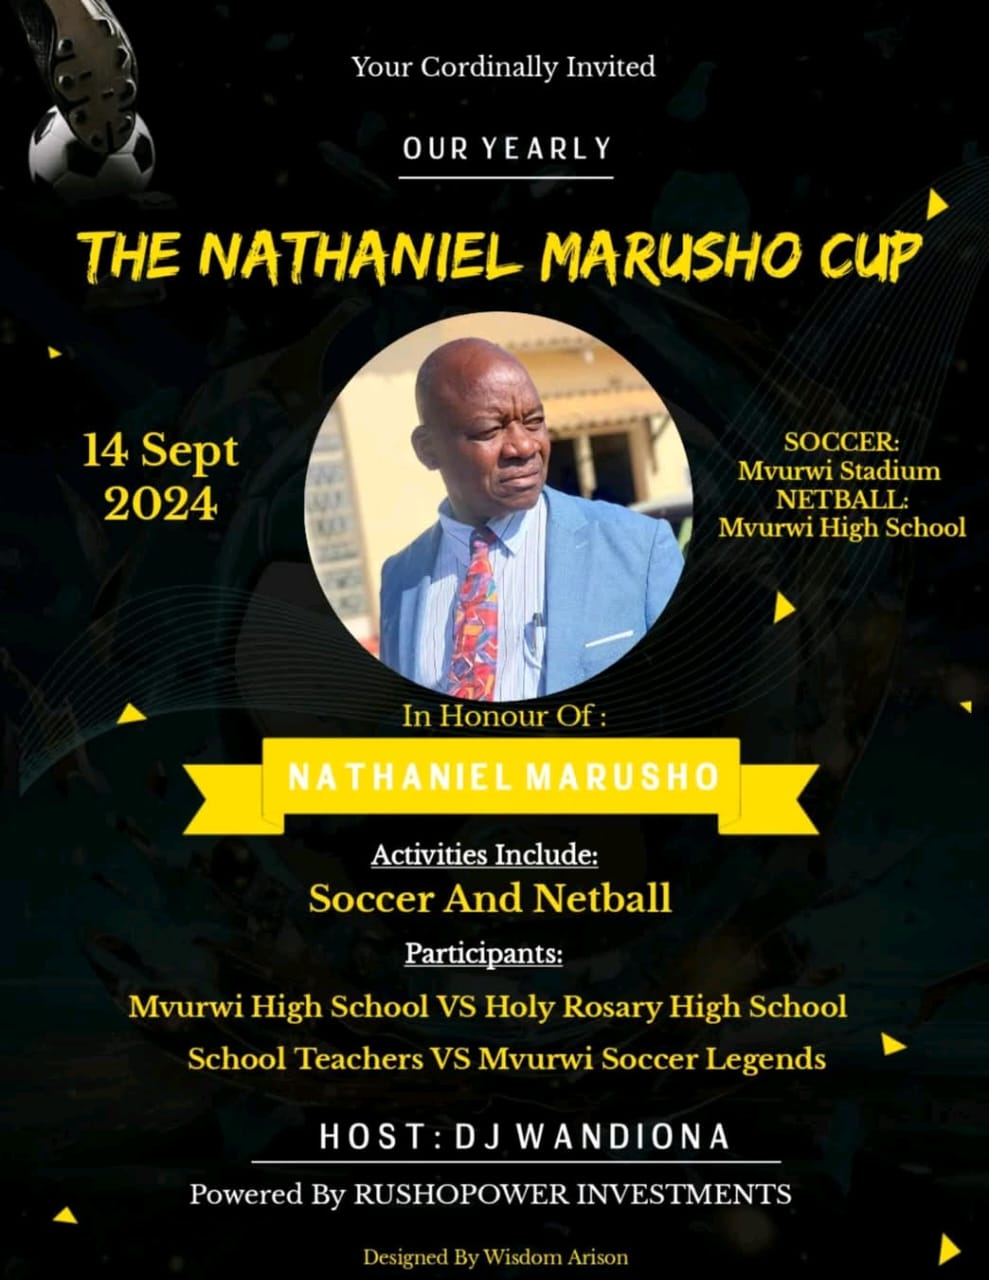 Your Cordinally Invited
OUR YEARLY
THE NATHANIEL MARUSHO CUP
14 Sept
2024
SOCCER:
Mvurwi Stadium
NETBALL:
Mvurwi High School
In Honour Of :
NATHANIEL MARUSHO
Activities Include:
Soccer And Netball
Participants:
Mvurwi High School VS Holy Rosary High School
School Teachers VS Mvurwi Soccer Legends
HOST: DJ WANDIONA
Powered By RUSHOPOWER INVESTMENTS
Designed By Wisdom Arison